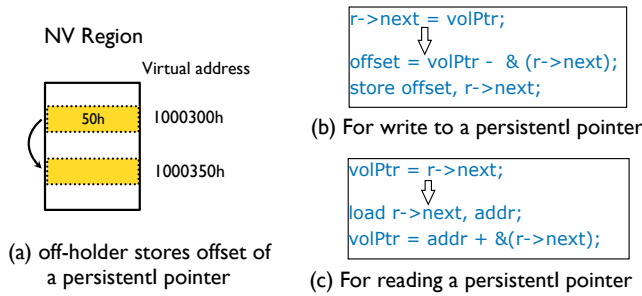 NV Region
Virtual address
50h
1000300h
1000350h
(a) off-holder stores offset of
a persistentl pointer
r->next = volPtr;
offset = volPtr - & (r->next);
store offset, r->next;
(b) For write to a persistentl pointer
volPtr = r->next;
load r->next, addr;
volPtr = addr + &(r->next);
(c) For reading a persistentl pointer